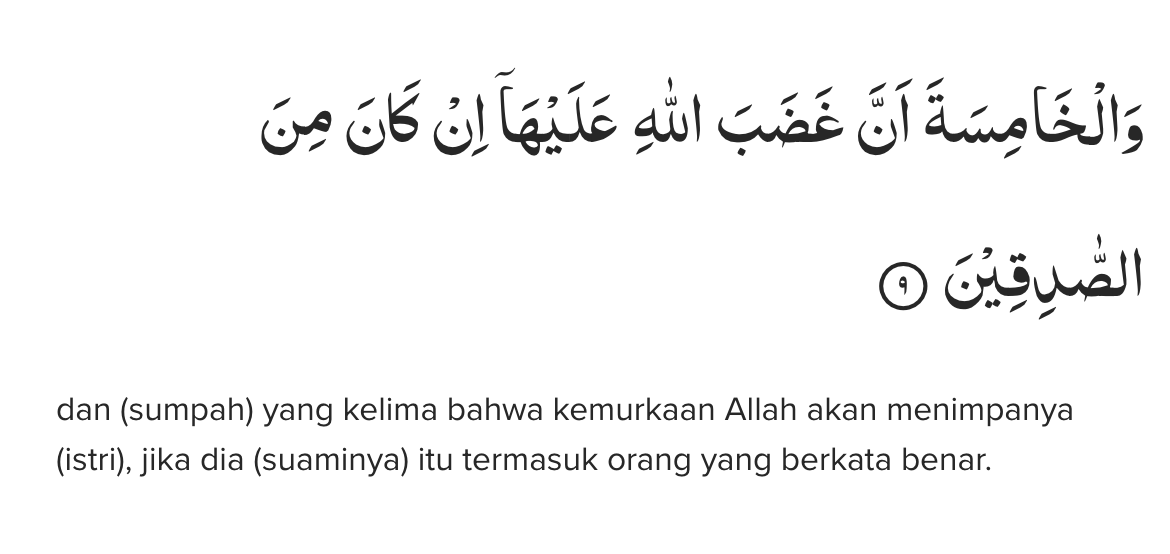 وَالْخَامِسَةَ اَنَّ غَضَبَ اللّٰهِ عَلَيْهَآ اِنْ كَانَ مِنَ
الصّٰدِقِيْنَ ٩
dan (sumpah) yang kelima bahwa kemurkaan Allah akan menimpanya
(istri), jika dia (suaminya) itu termasuk orang yang berkata benar.